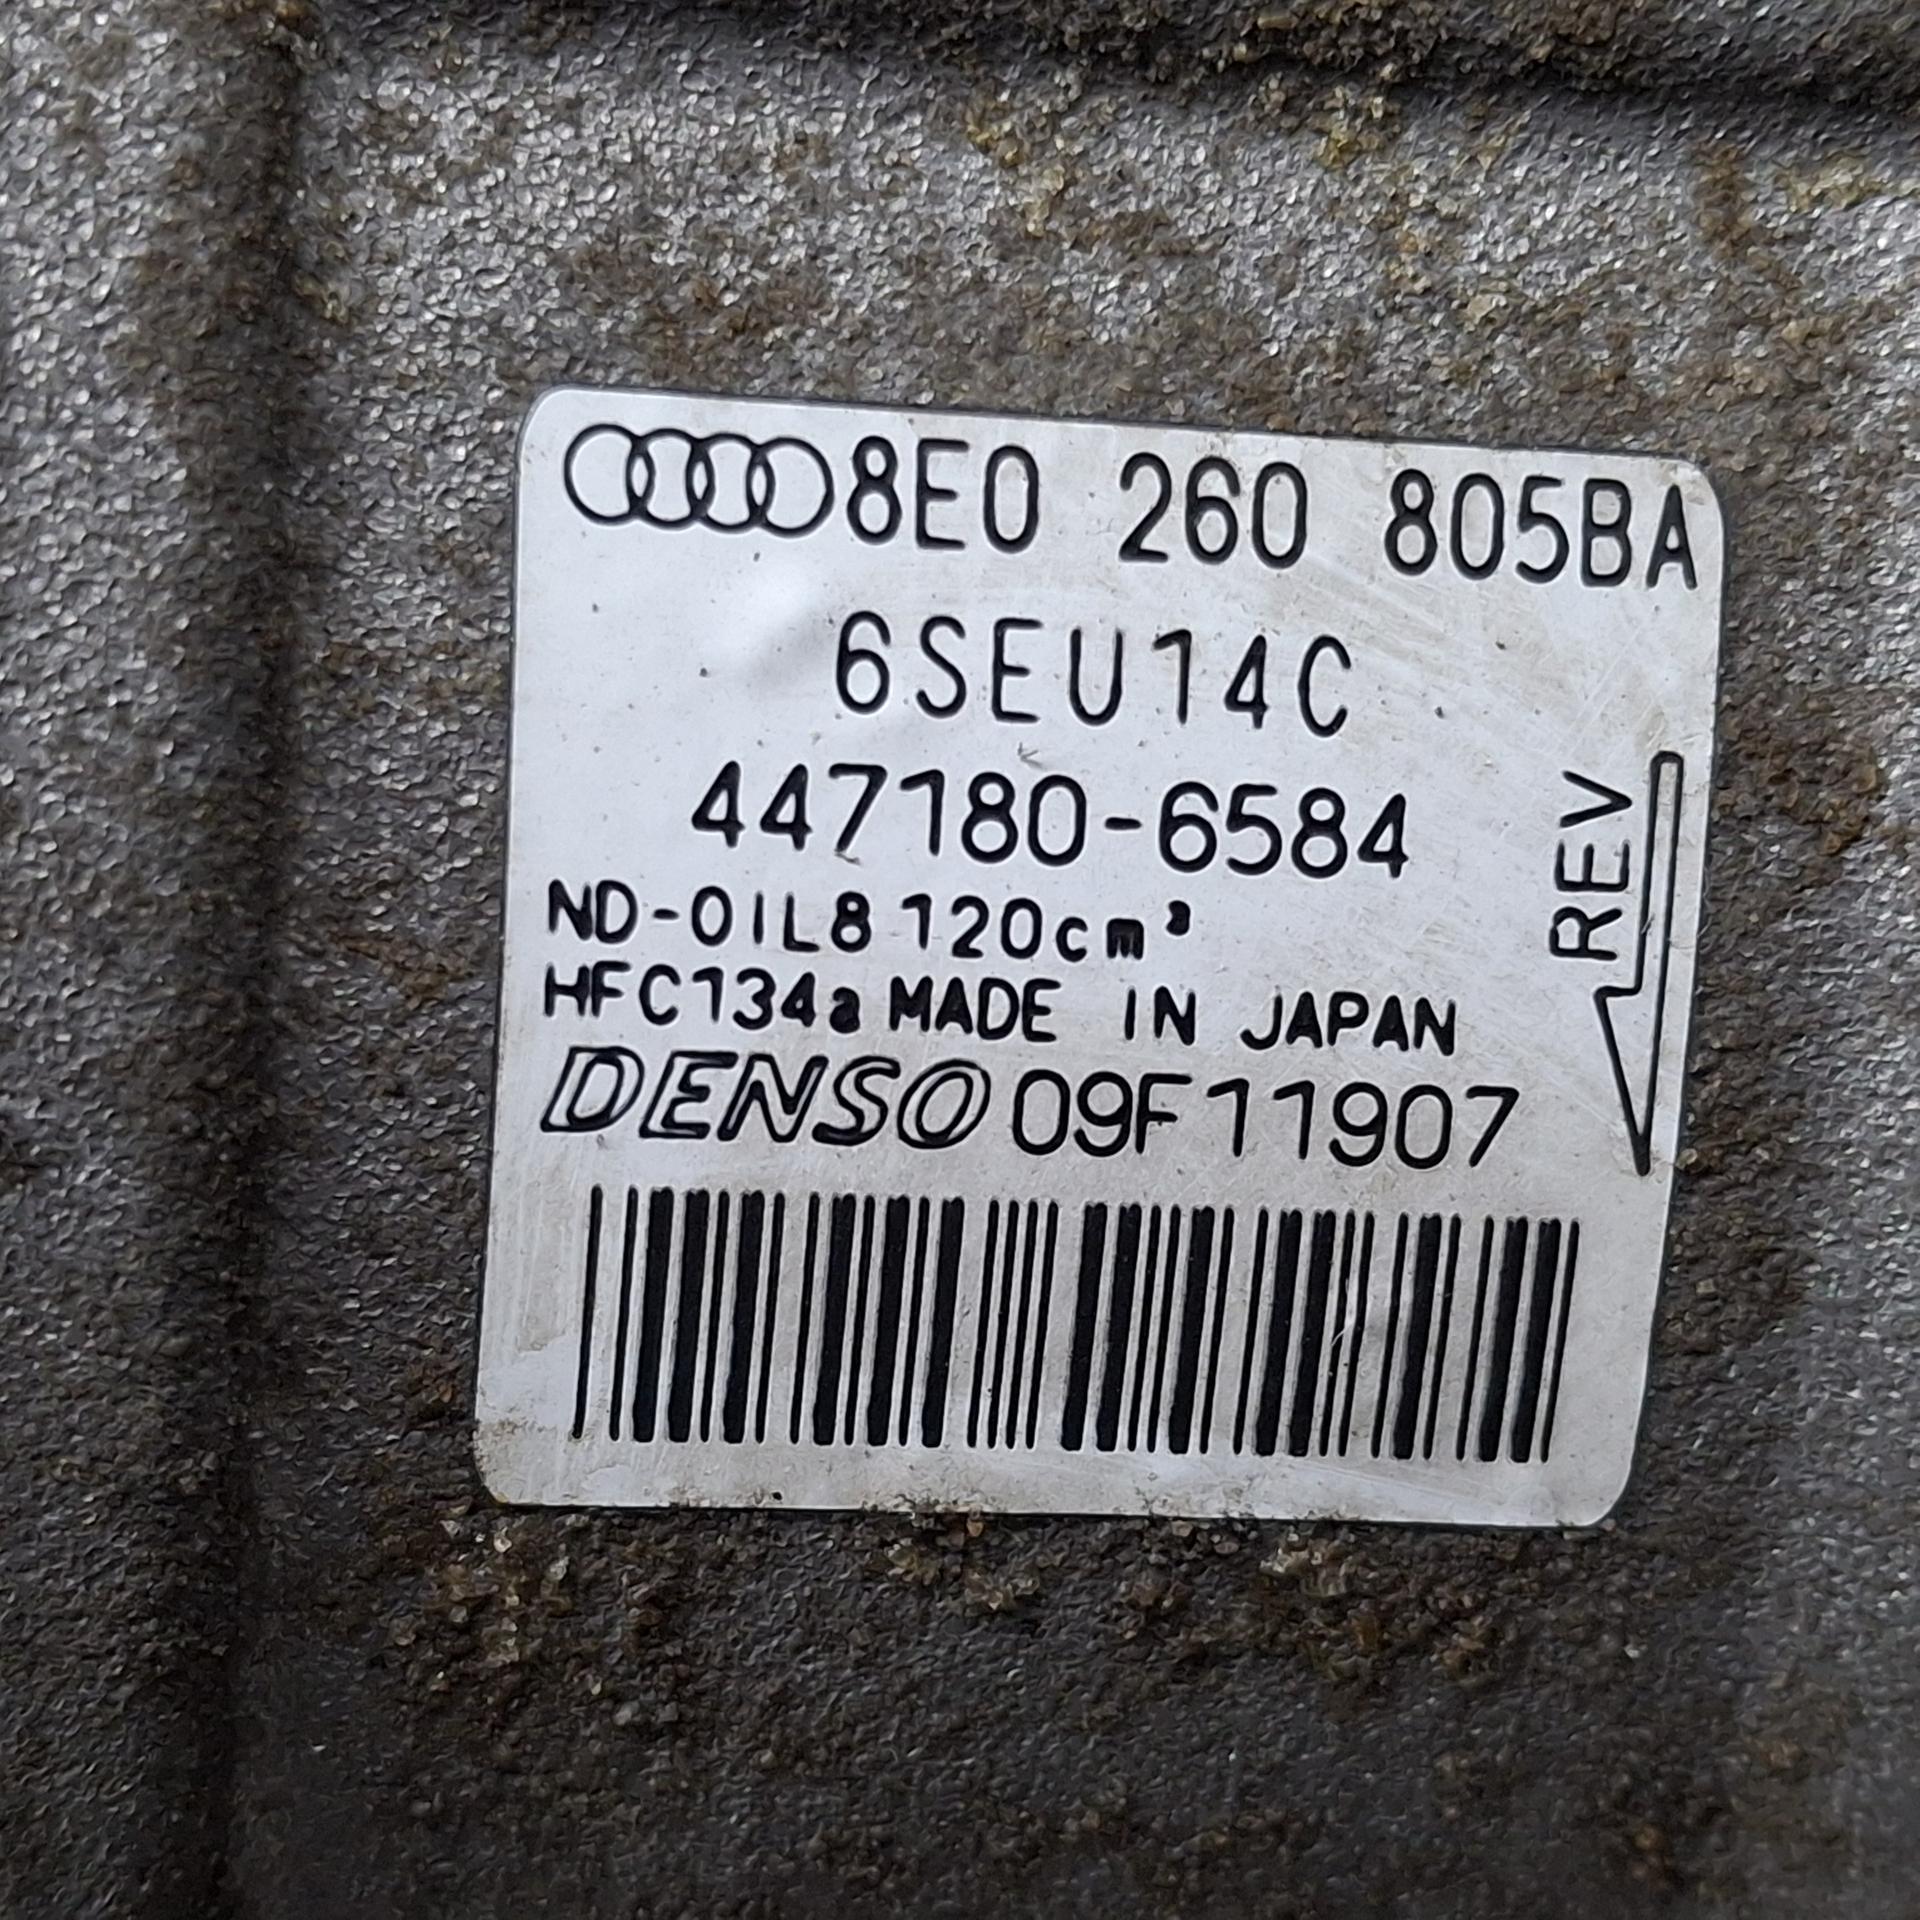 8E0 260 805BA
6SEU14C
447180-6584
ND-OIL8 120cm³
HFC134a MADE IN JAPAN
DENSO 09F11907
REV